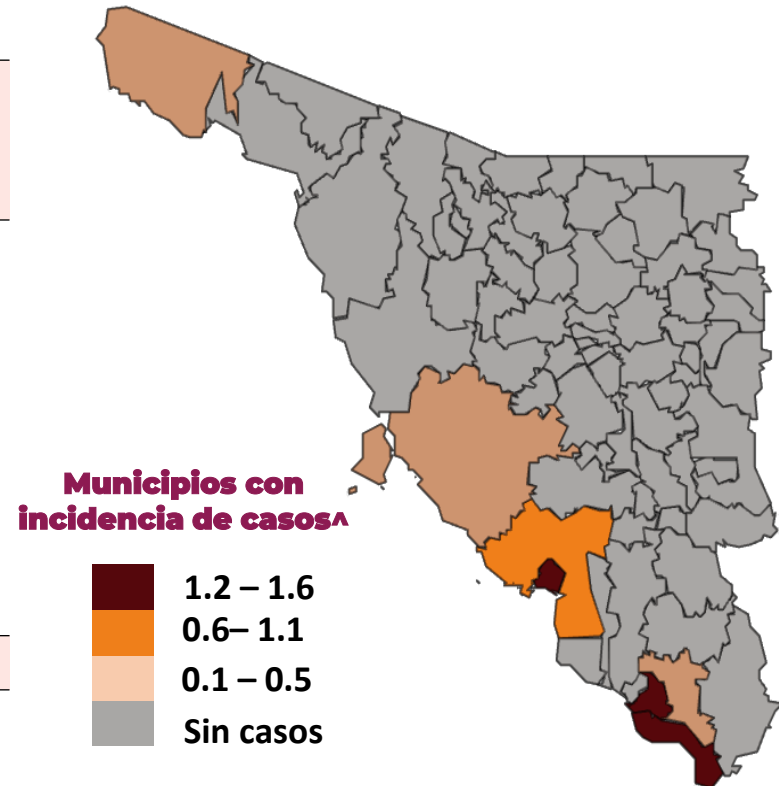 Municipios con
incidencia de casos^
1.2 – 1.6
0.6– 1.1
0.1 – 0.5
Sin casos